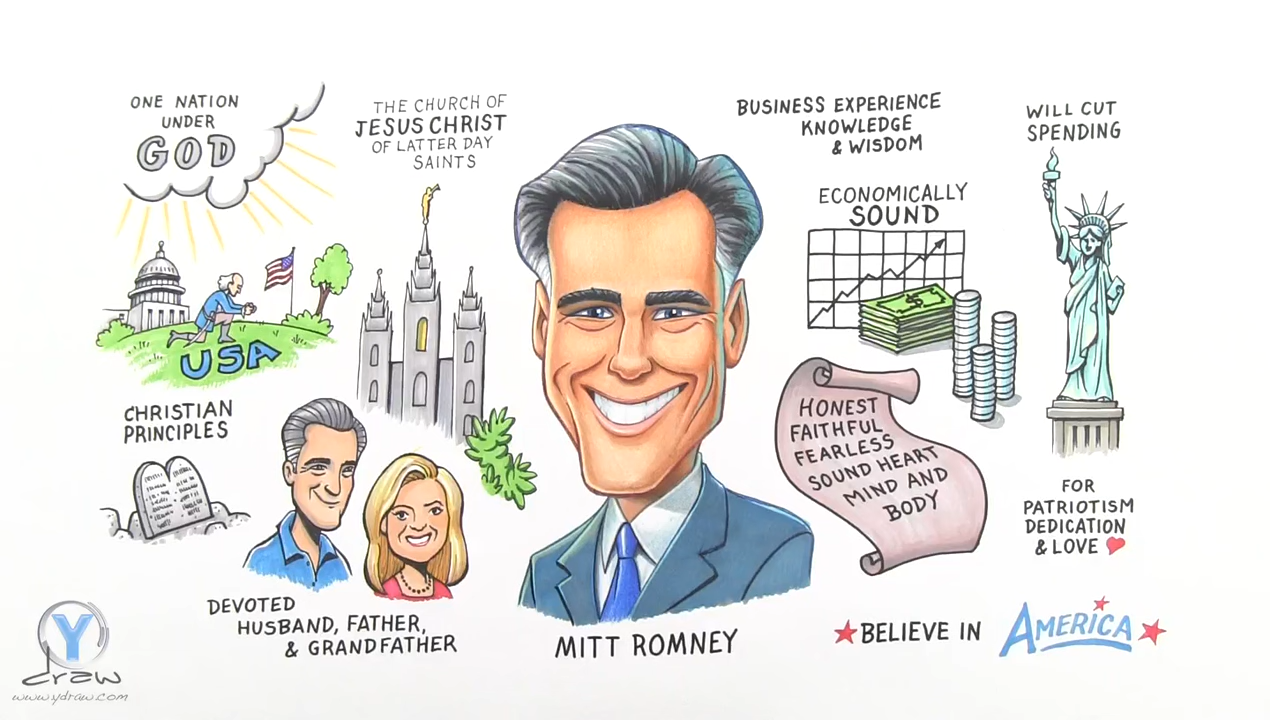 ONE NATION
UNDER
GOD
USA
THE CHURCH OF
JESUS CHRIST
OF LATTER DAY
SAINTS
CHRISTIAN
PRINCIPLES
DEVOTED
HUSBAND, FATHER,
& GRANDFATHER
MITT ROMNEY
BUSINESS EXPERIENCE
KNOWLEDGE
& WISDOM
ECONOMICALLY
SOUND
$
HONEST
FAITHFUL
FEARLESS
SOUND HEART
MIND AND
BODY
WILL CUT
SPENDING
FOR
PATRIOTISM
DEDICATION
& LOVE
BELIEVE IN
AMERICA
Y
draw
www.ydraw.com